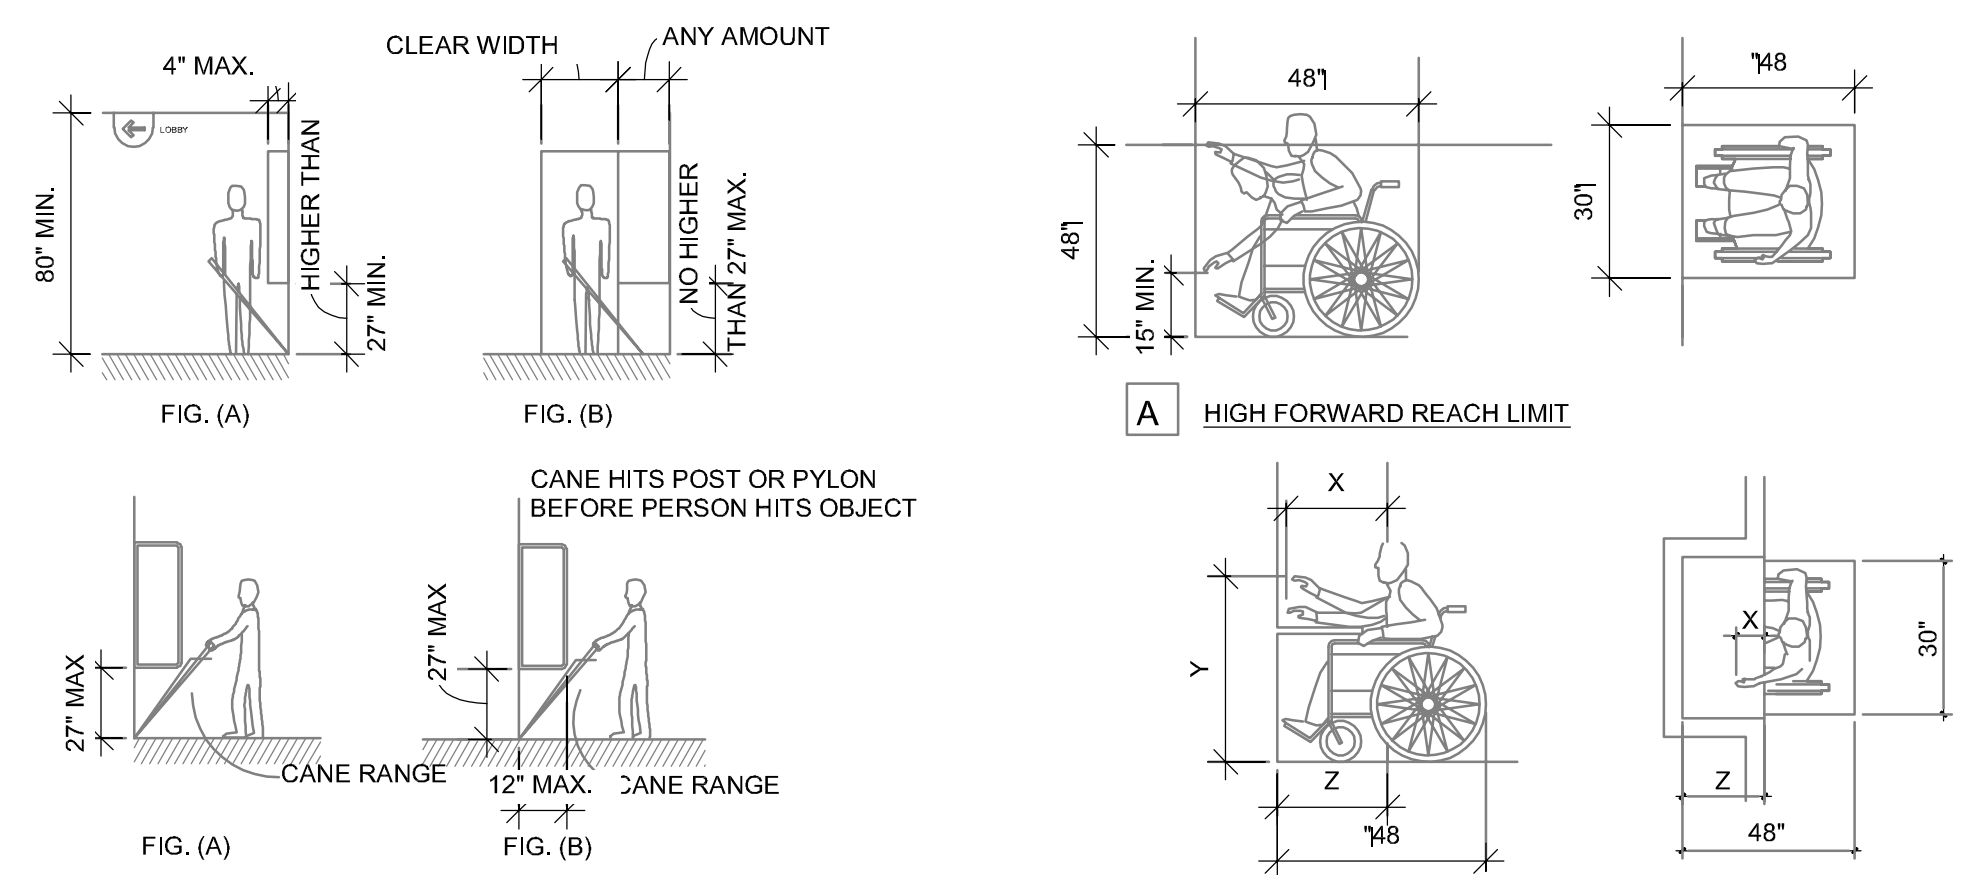 CLEAR WIDTH
ANY AMOUNT
4" MAX.
LOBBY
80" MIN.
HIGHER THAN
27" MIN.
NO HIGHER
THAN 27" MAX.
FIG. (A)
FIG. (B)
CANE HITS POST OR PYLON
BEFORE PERSON HITS OBJECT
27" MAX
CANE RANGE
FIG. (A)
27" MAX
12" MAX.
CANE RANGE
FIG. (B)
48"
48"
15" MIN.
"48
30"
A
HIGH FORWARD REACH LIMIT
X
Y
Z
"48
X
30"
Z
48"